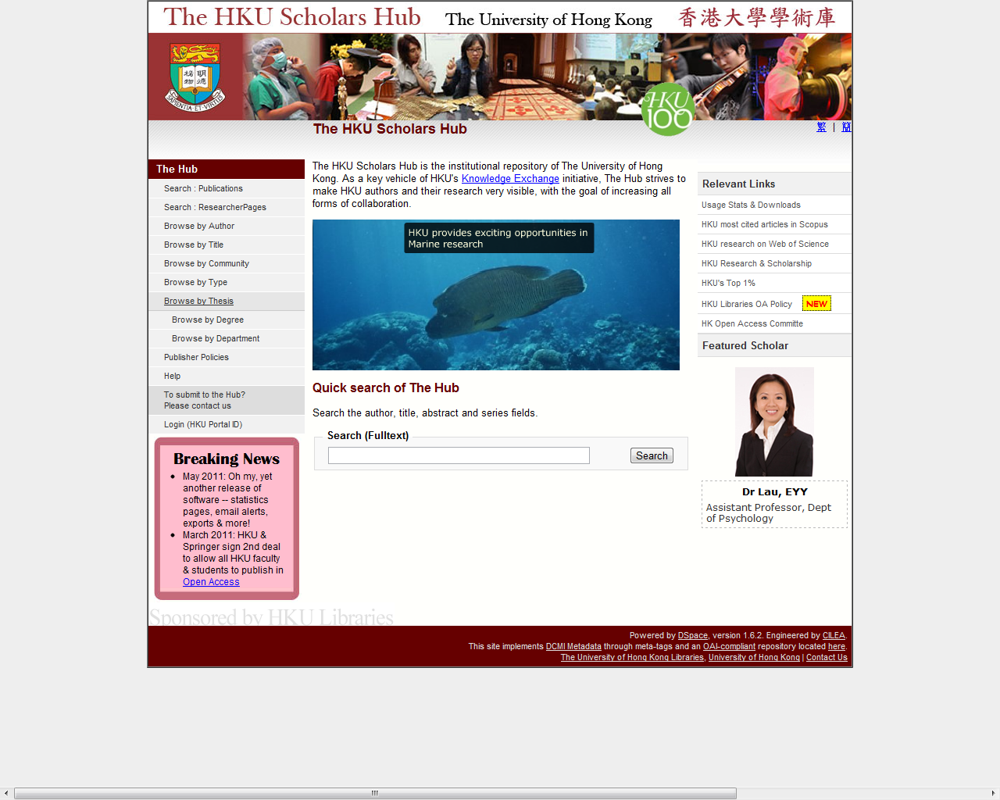 The HKU Scholars Hub The University of Hong Kong 香港大學學術庫
明德
格物
SAPIENTIA ET VIRTUS
HKU
100
The HKU Scholars Hub
繁 | 簡
The Hub
Search : Publications
Search : ResearcherPages
Browse by Author
Browse by Title
Browse by Community
Browse by Type
Browse by Thesis
Browse by Degree
Browse by Department
Publisher Policies
Help
To submit to the Hub?
Please contact us
Login (HKU Portal ID)
Breaking News
May 2011: Oh my, yet
another release of
software -- statistics
pages, email alerts,
exports & more!
March 2011: HKU &
Springer sign 2nd deal
to allow all HKU faculty
& students to publish in
Open Access
Sponsored by HKU Libraries
The HKU Scholars Hub is the institutional repository of The University of Hong
Kong. As a key vehicle of HKU's Knowledge Exchange initiative, The Hub strives to
make HKU authors and their research very visible, with the goal of increasing all
forms of collaboration.
HKU provides exciting opportunities in
Marine research
Quick search of The Hub
Search the author, title, abstract and series fields.
Search (Fulltext)
Search
Relevant Links
Usage Stats & Downloads
HKU most cited articles in Scopus
HKU research on Web of Science
HKU Research & Scholarship
HKU's Top 1%
HKU Libraries OA Policy NEW
HK Open Access Committe
Featured Scholar
Dr Lau, EYY
Assistant Professor, Dept
of Psychology
Powered by DSpace, version 1.6.2. Engineered by CILEA.
This site implements DCMI Metadata through meta-tags and an OAI-compliant repository located here.
The University of Hong Kong Libraries, University of Hong Kong | Contact Us